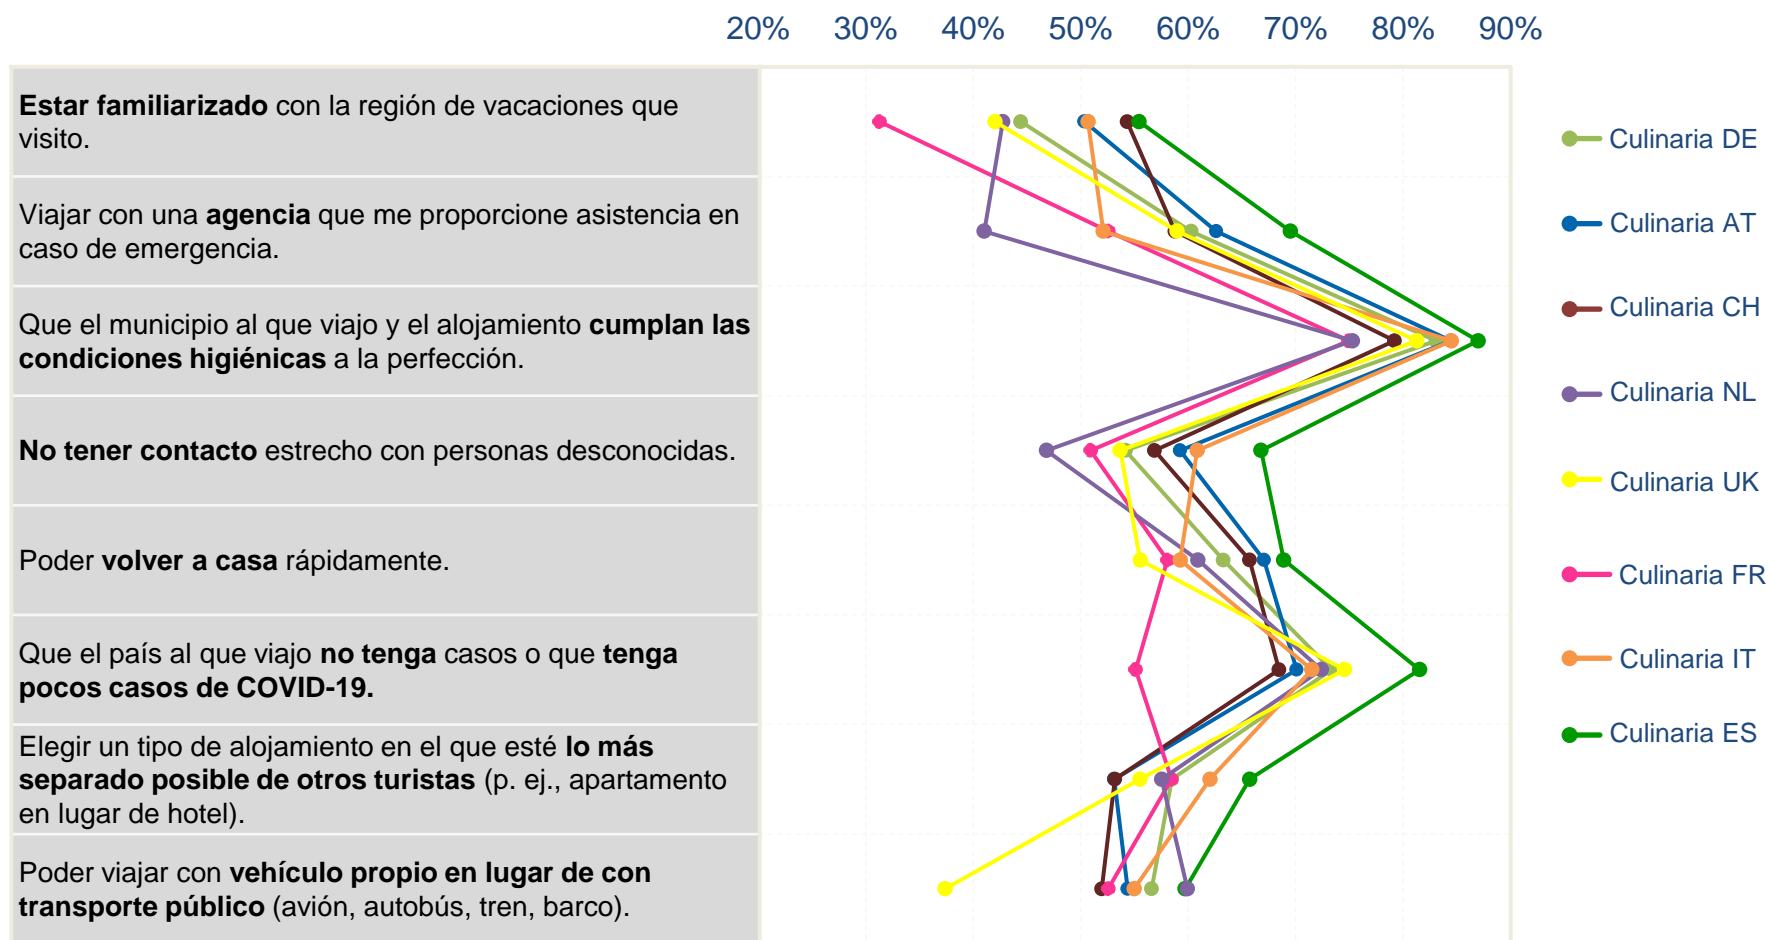 20% 30% 40% 50% 60% 70% 80% 90%
Estar familiarizado con la región de vacaciones que
visito.
Viajar con una agencia que me proporcione asistencia en
caso de emergencia.
Que el municipio al que viajo y el alojamiento cumplan las
condiciones higiénicas a la perfección.
No tener contacto estrecho con personas desconocidas.
Poder volver a casa rápidamente.
Que el país al que viajo no tenga casos o que tenga
pocos casos de COVID-19.
Elegir un tipo de alojamiento en el que esté lo más
separado posible de otros turistas (p. ej., apartamento
en lugar de hotel).
Poder viajar con vehículo propio en lugar de con
transporte público (avión, autobús, tren, barco).
Culinaria DE
Culinaria AT
Culinaria CH
Culinaria NL
Culinaria UK
Culinaria FR
Culinaria IT
Culinaria ES